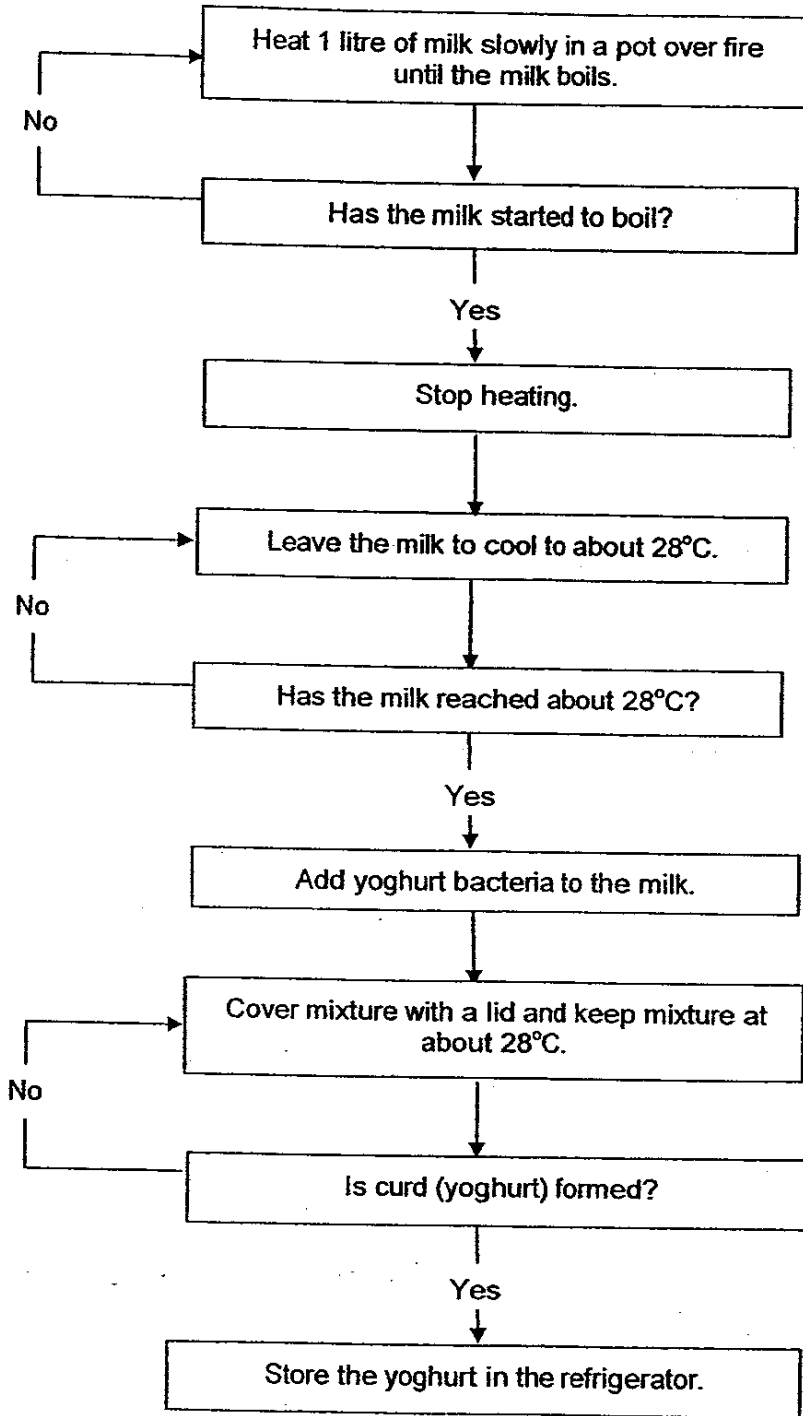 Heat 1 litre of milk slowly in a pot over fire
until the milk boils.
No
Has the milk started to boil?
Yes
Stop heating.
Leave the milk to cool to about 28°C.
No
Has the milk reached about 28°C?
Yes
Add yoghurt bacteria to the milk.
Cover mixture with a lid and keep mixture at
about 28°C.
No
Is curd (yoghurt) formed?
Yes
Store the yoghurt in the refrigerator.